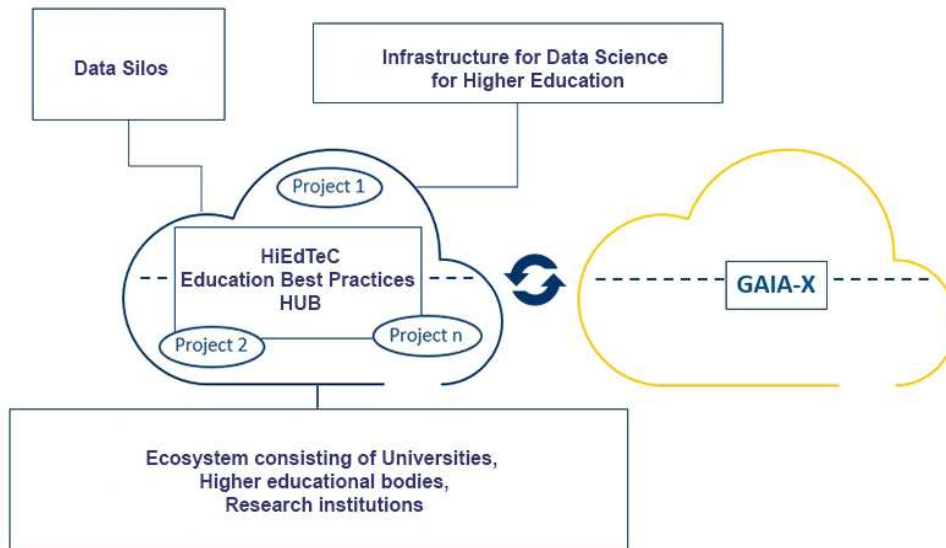 Data Silos
Infrastructure for Data Science
for Higher Education
Project 1
HiEdTeC
Education Best Practices
HUB
GAIA-X
Project 2
Project n
Ecosystem consisting of Universities,
Higher educational bodies,
Research institutions